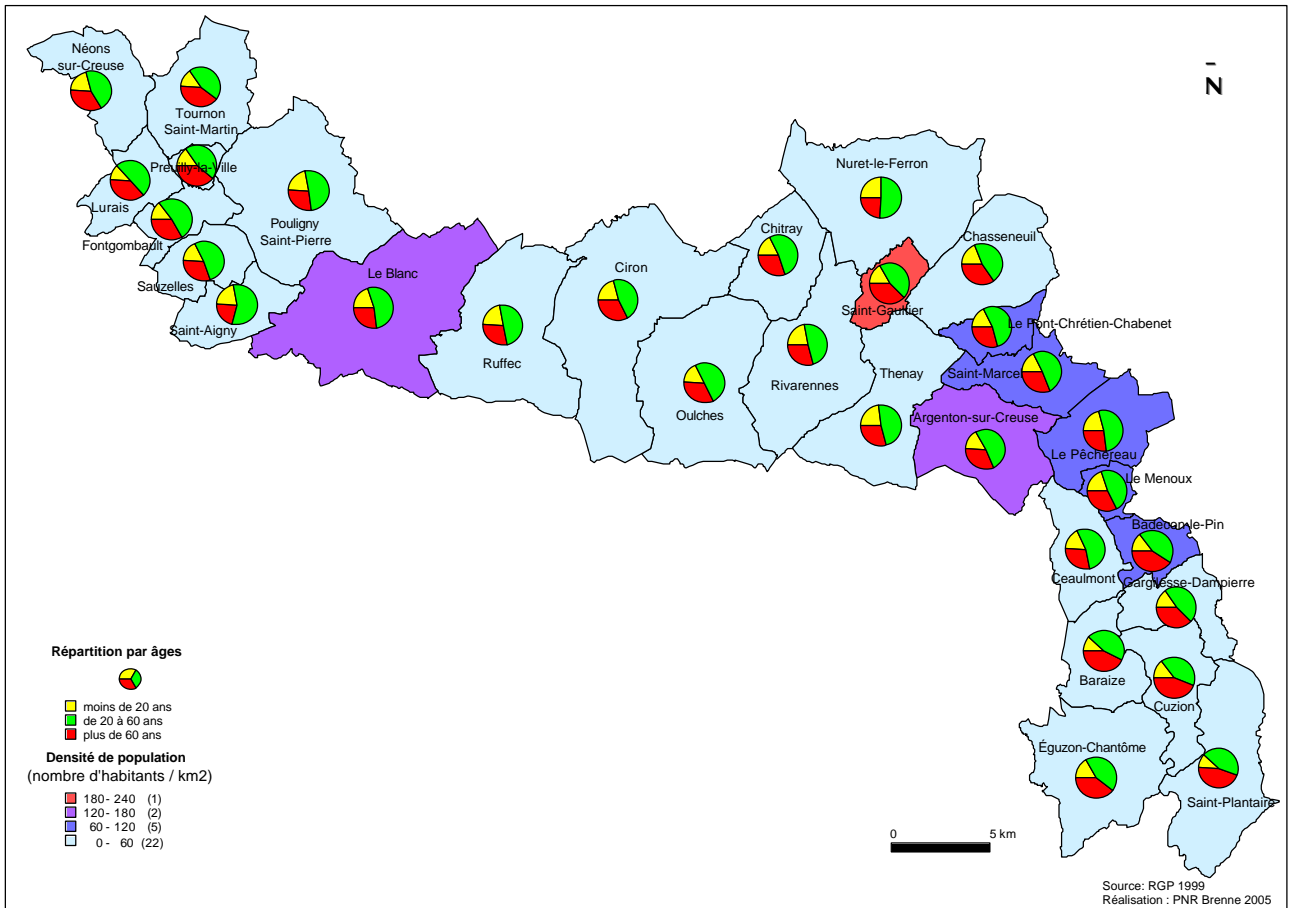 Néons
sur-Creuse
Tournon
Saint-Martin
Preuilly-la-Ville
Lurais
Fontgombault
Sauzelles
Saint-Aigny
Pouligny
Saint-Pierre
Le Blanc
Ruffec
Ciron
Oulches
Chitray
Rivarennes
Nuret-le-Ferron
Saint-Gaultier
Chasseneuil
Thenay
Le Pont-Chrétien-Chabenet
Saint-Marcel
Argenton-sur-Creuse
Le Pêchereau
Le Menoux
Badecon-le-Pin
Ceaulmont
Gargilesse-Dampierre
Baraize
Cuzion
Éguzon-Chantôme
Saint-Plantaire
N
Répartition par âges
moins de 20 ans
de 20 à 60 ans
plus de 60 ans
Densité de population
(nombre d'habitants / km2)
180 - 240 (1)
120 - 180 (2)
60 - 120 (5)
0 - 60 (22)
0 5 km
Source: RGP 1999
Réalisation : PNR Brenne 2005